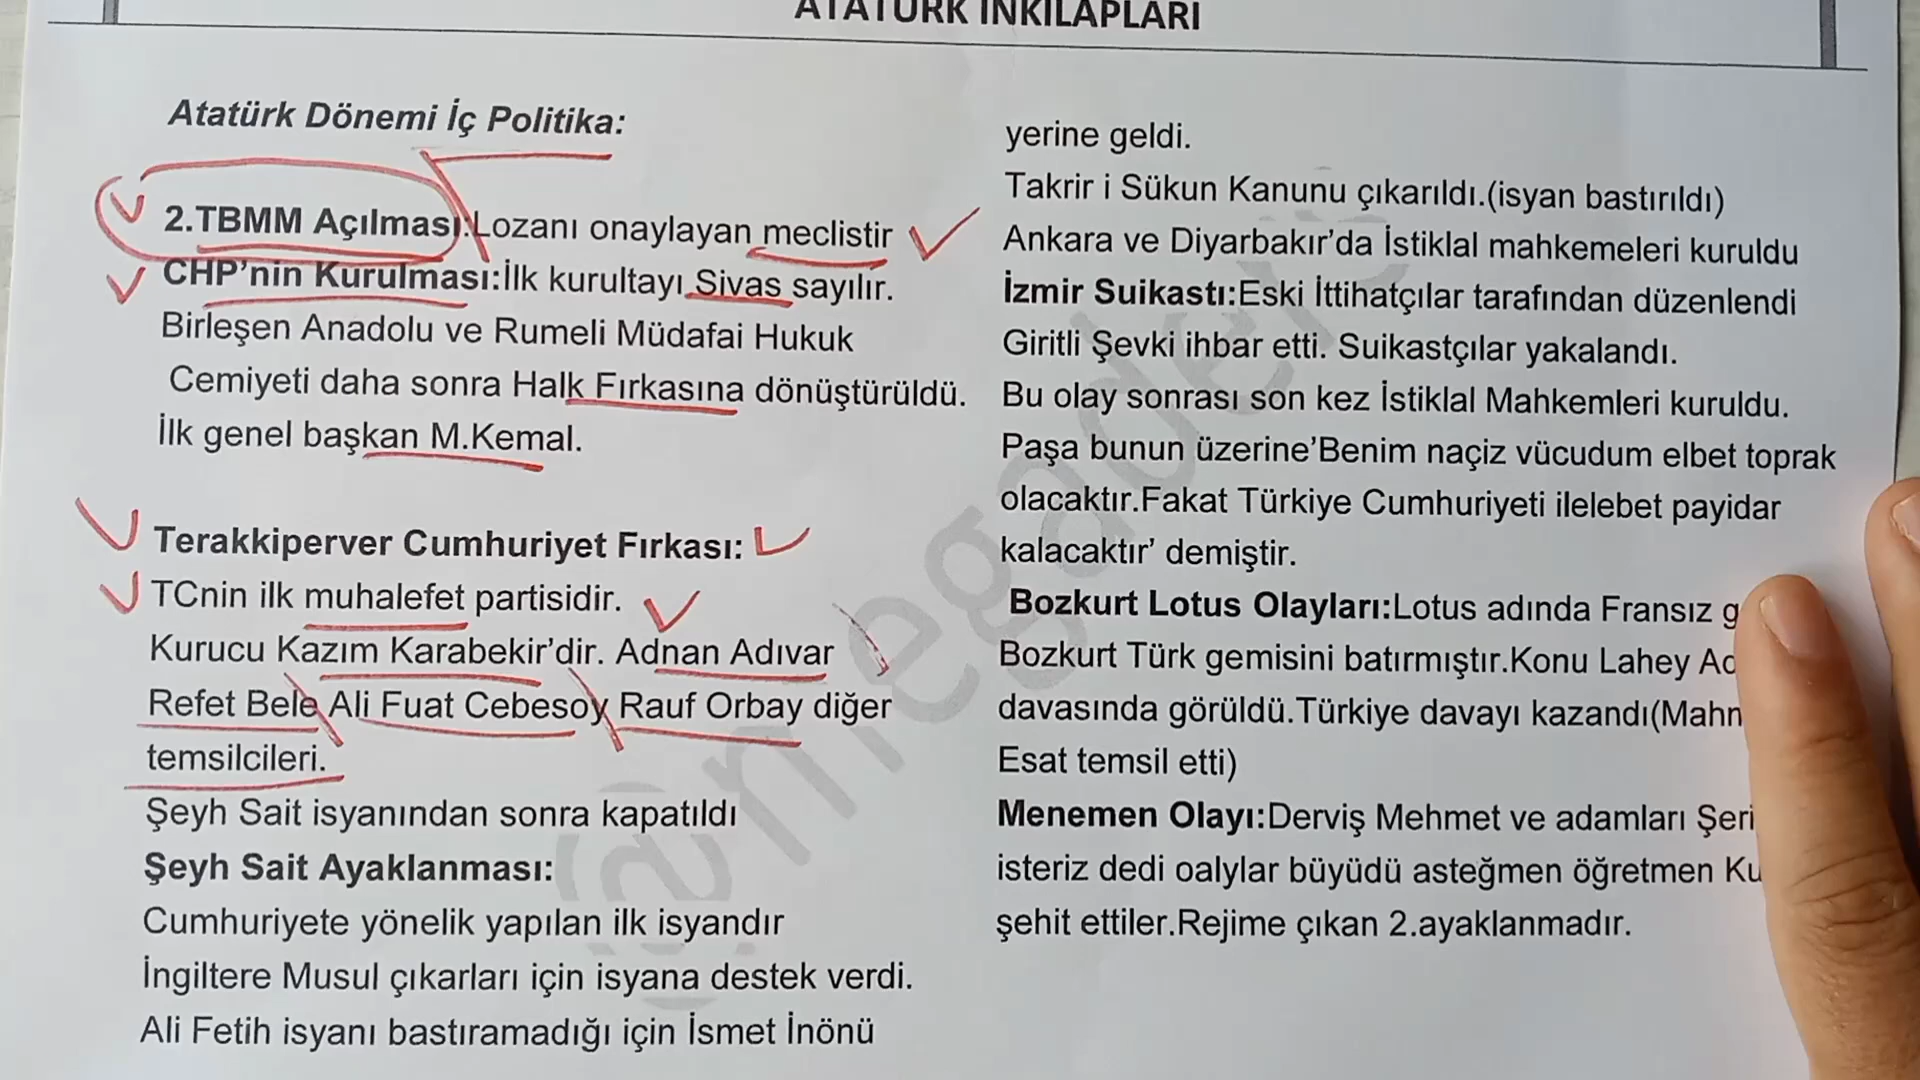 ATATÜRK İNKILAPLARI
Atatürk Dönemi İç Politika:
2.TBMM Açılması:Lozanı onaylayan meclistir
CHP'nin Kurulması:İlk kurultayı Sivas sayılır.
Birleşen Anadolu ve Rumeli Müdafai Hukuk
Cemiyeti daha sonra Halk Fırkasına dönüştürüldü.
İlk genel başkan M.Kemal.
Terakkiperver Cumhuriyet Fırkası:
TCnin ilk muhalefet partisidir.
Kurucu Kazım Karabekir'dir. Adnan Adıvar
Refet Bele Ali Fuat Cebesoy Rauf Orbay diğer
temsilcileri.
Şeyh Sait isyanından sonra kapatıldı
Şeyh Sait Ayaklanması:
Cumhuriyete yönelik yapılan ilk isyandır
İngiltere Musul çıkarları için isyana destek verdi.
Ali Fetih isyanı bastıramadığı için İsmet İnönü
yerine geldi.
Takrir i Sükun Kanunu çıkarıldı.(isyan bastırıldı)
Ankara ve Diyarbakır'da İstiklal mahkemeleri kuruldu
İzmir Suikastı:Eski İttihatçılar tarafından düzenlendi
Giritli Şevki ihbar etti. Suikastçılar yakalandı.
Bu olay sonrası son kez İstiklal Mahkemleri kuruldu.
Paşa bunun üzerine'Benim naçiz vücudum elbet toprak
olacaktır.Fakat Türkiye Cumhuriyeti ilelebet payidar
kalacaktır' demiştir.
Bozkurt Lotus Olayları:Lotus adında Fransız
Bozkurt Türk gemisini batırmıştır.Konu Lahey
davasında görüldü.Türkiye davayı kazandı(
Esat temsil etti)
Menemen Olayı:Derviş Mehmet ve adamları
isteriz dedi oalylar büyüdü asteğmen öğretmen
şehit ettiler.Rejime çıkan 2.ayaklanmadır.